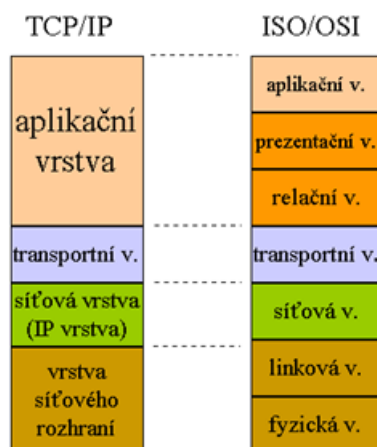 TCP/IP
ISO/OSI
aplikační
vrstva
transportní v.
síťová vrstva
(IP vrstva)
vrstva
síťového
rozhraní
aplikační v.
prezentační v.
relační v.
transportní v.
síťová v.
linková v.
fyzická v.